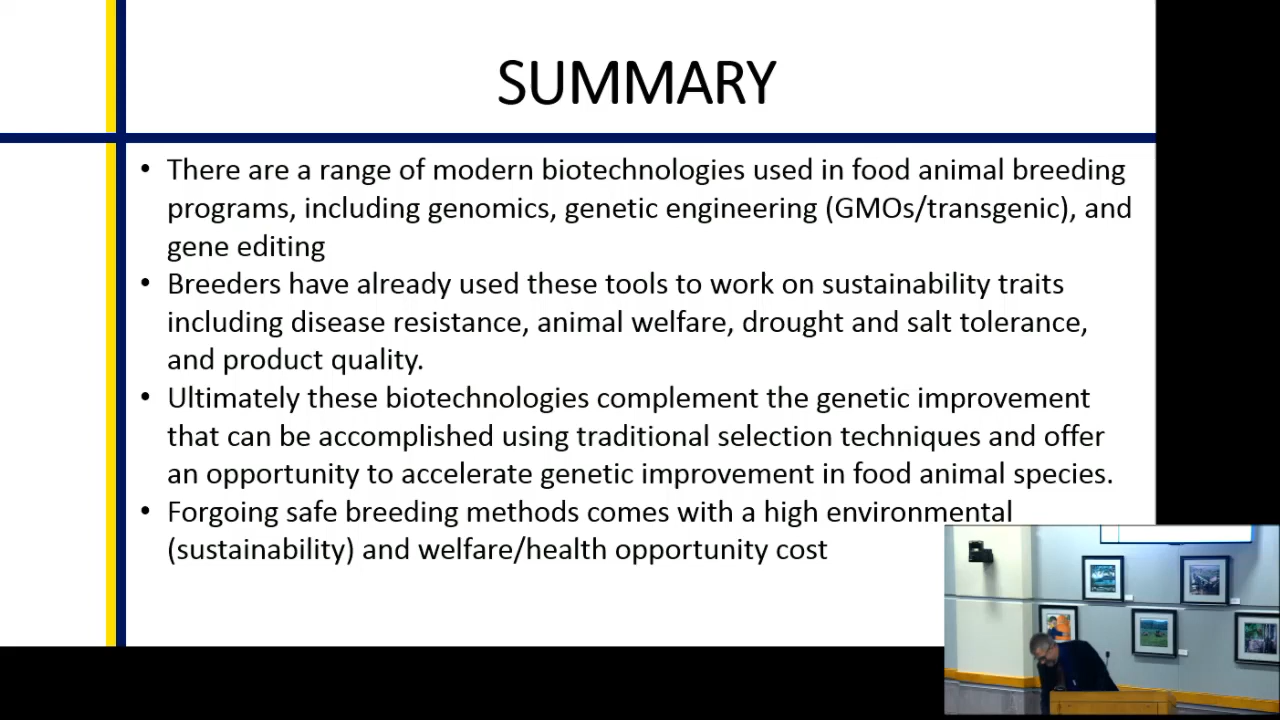 SUMMARY
• There are a range of modern biotechnologies used in food animal breeding
programs, including genomics, genetic engineering (GMOs/transgenic), and
gene editing
• Breeders have already used these tools to work on sustainability traits
including disease resistance, animal welfare, drought and salt tolerance,
and product quality.
• Ultimately these biotechnologies complement the genetic improvement
that can be accomplished using traditional selection techniques and offer
an opportunity to accelerate genetic improvement in food animal species.
• Forgoing safe breeding methods comes with a high environmental
(sustainability) and welfare/health opportunity cost